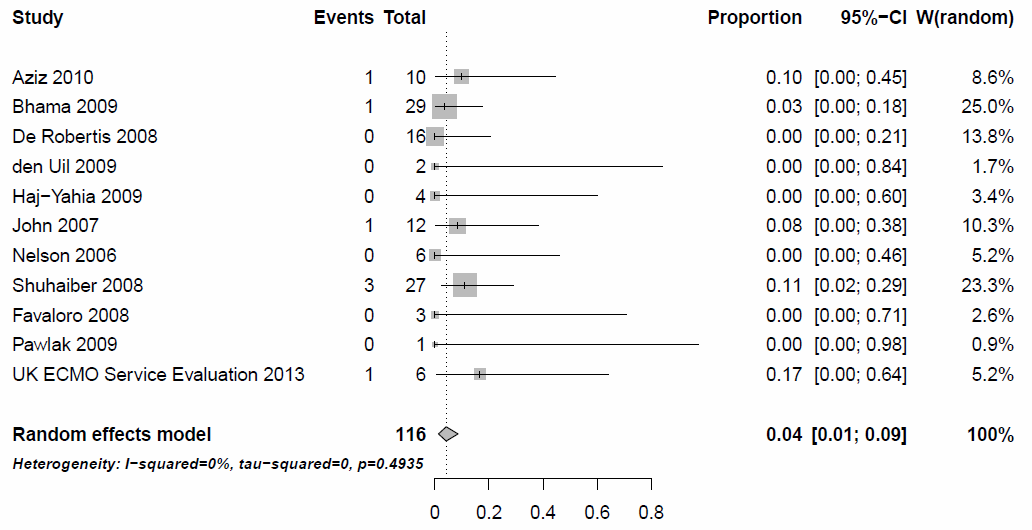 Study Events Total Proportion 95%−CI W(random)
Aziz 2010 1 10 0.10 [0.00; 0.45] 8.6%
Bhama 2009 1 29 0.03 [0.00; 0.18] 25.0%
De Robertis 2008 0 16 0.00 [0.00; 0.21] 13.8%
den Uil 2009 0 2 0.00 [0.00; 0.84] 1.7%
Haj−Yahia 2009 0 4 0.00 [0.00; 0.60] 3.4%
John 2007 1 12 0.08 [0.00; 0.38] 10.3%
Nelson 2006 0 6 0.00 [0.00; 0.46] 5.2%
Shuhaiber 2008 3 27 0.11 [0.02; 0.29] 23.3%
Favaloro 2008 0 3 0.00 [0.00; 0.71] 2.6%
Pawlak 2009 0 1 0.00 [0.00; 0.98] 0.9%
UK ECMO Service Evaluation 2013 1 6 0.17 [0.00; 0.64] 5.2%
Random effects model 116 0.04 [0.01; 0.09] 100%
Heterogeneity: I−squared=0%, tau−squared=0, p=0.4935
0 0.2 0.4 0.6 0.8